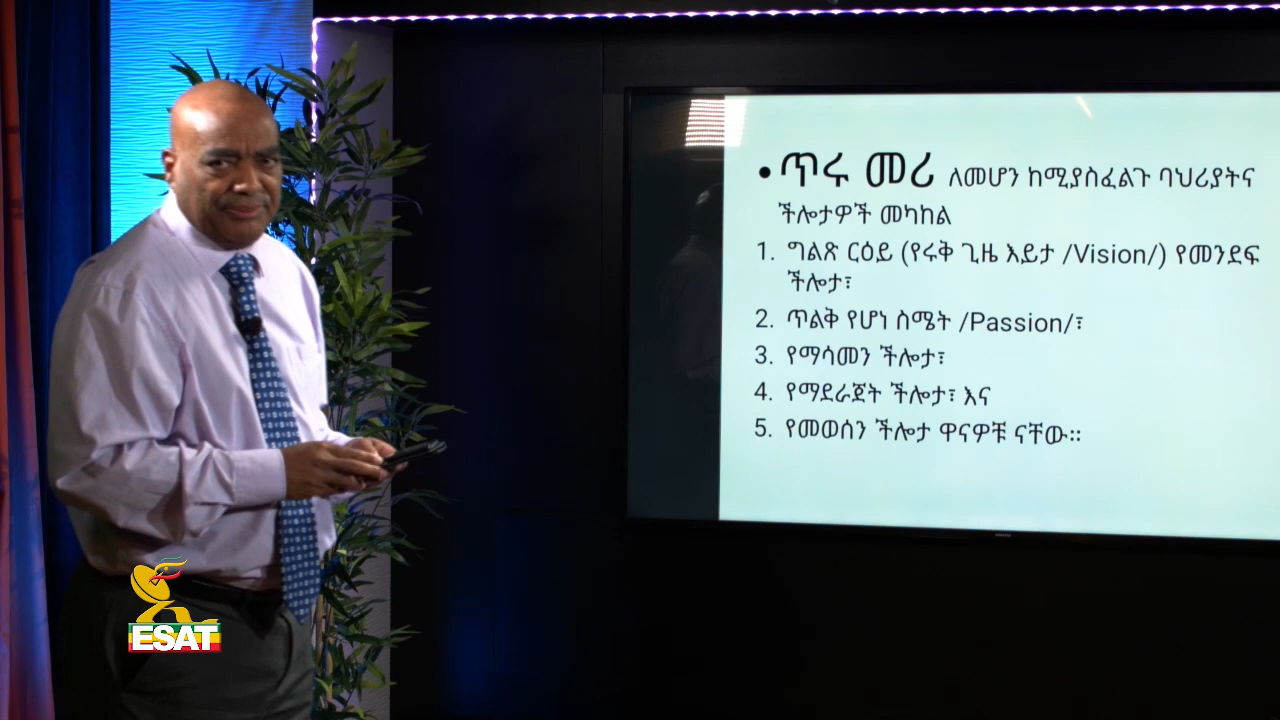 • ጥሩ መሪ ለመሆን ከሚያስፈልጉ ባህሪያትና
ችሎታዎች መካከል
1. ግልጽ ርዕይ (የሩቅ ጊዜ እይታ /Vision/) የመንደፍ
ችሎታ፣
2. ጥልቅ የሆነ ስሜት /Passion/፣
3. የማሳመን ችሎታ፣
4. የማደራጀት ችሎታ፣ እና
5. የመወሰን ችሎታ ዋናዎቹ ናቸው።
ESAT